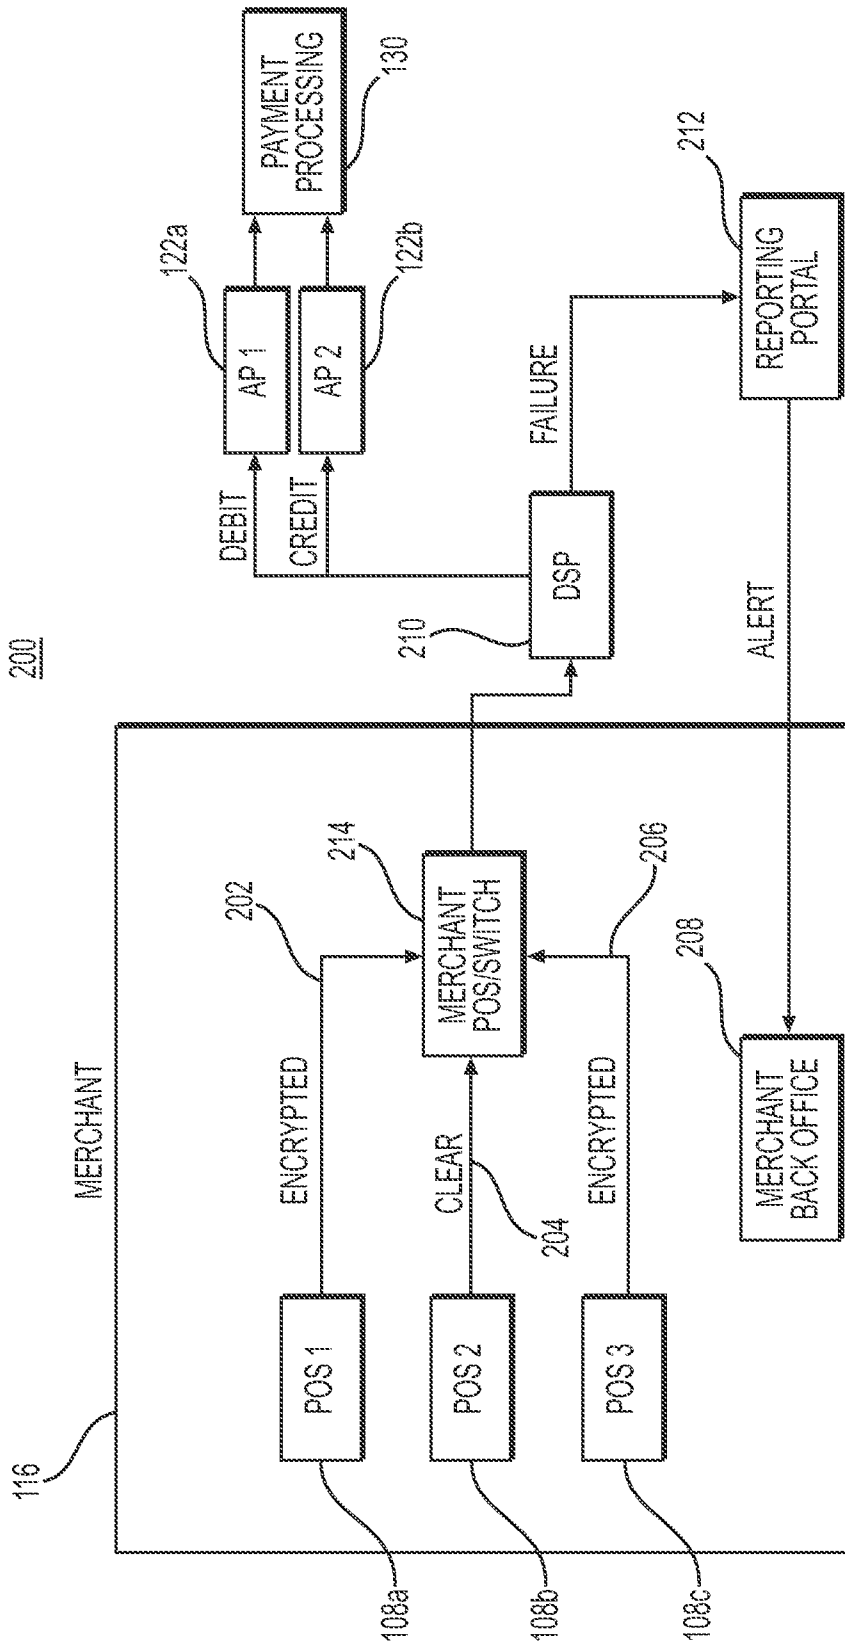 200
116
MERCHANT
108a
POS 1
ENCRYPTED
202
108b
POS 2
CLEAR
204
108c
POS 3
ENCRYPTED
206
214
MERCHANT
POS/SWITCH
208
MERCHANT
BACK OFFICE
210
DSP
DEBIT
CREDIT
122a
AP 1
AP 2
122b
PAYMENT
PROCESSING
130
FAILURE
212
REPORTING
PORTAL
ALERT